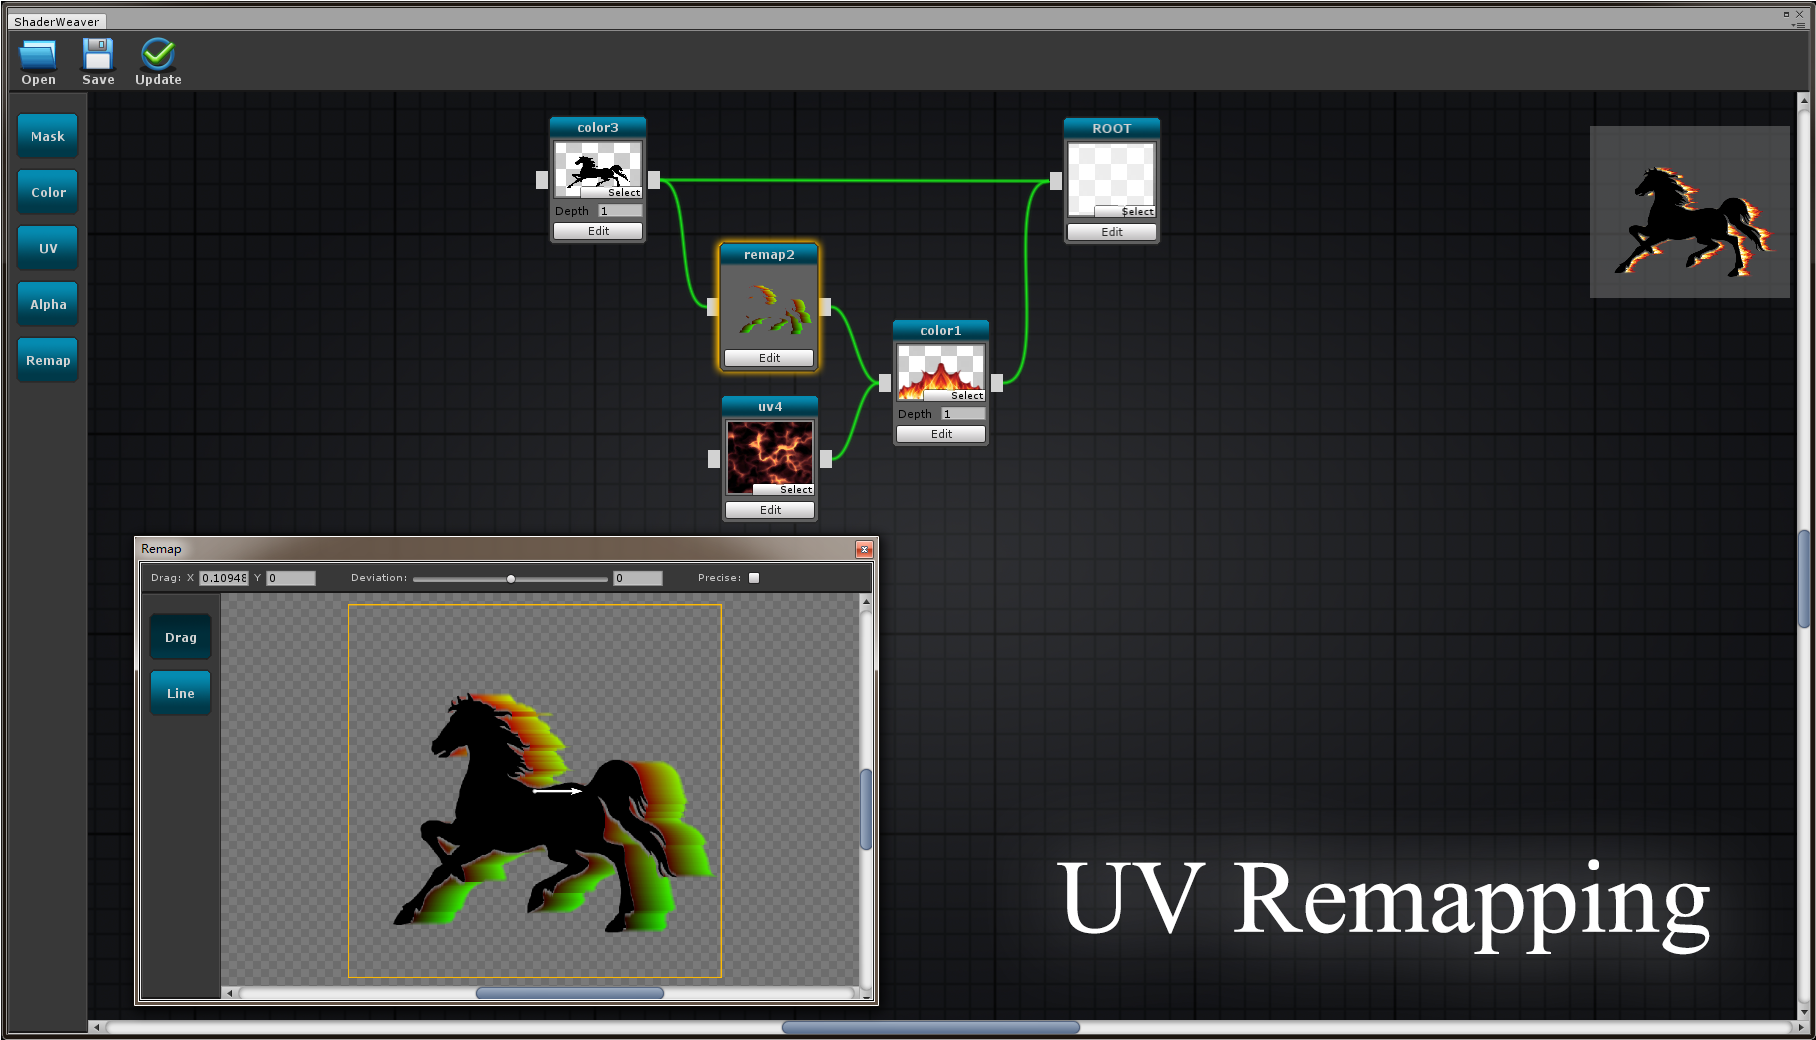 ShaderWeaver
Open Save Update
Mask
Color
UV
Alpha
Remap
color3
Select
Depth 1
Edit
ROOT
Select
Edit
remap2
Edit
color1
Select
Depth 1
Edit
uv4
Select
Edit
Remap
Drag: X 0.10948 Y 0 Deviation: 0 Precise:
Drag
Line
UV Remapping